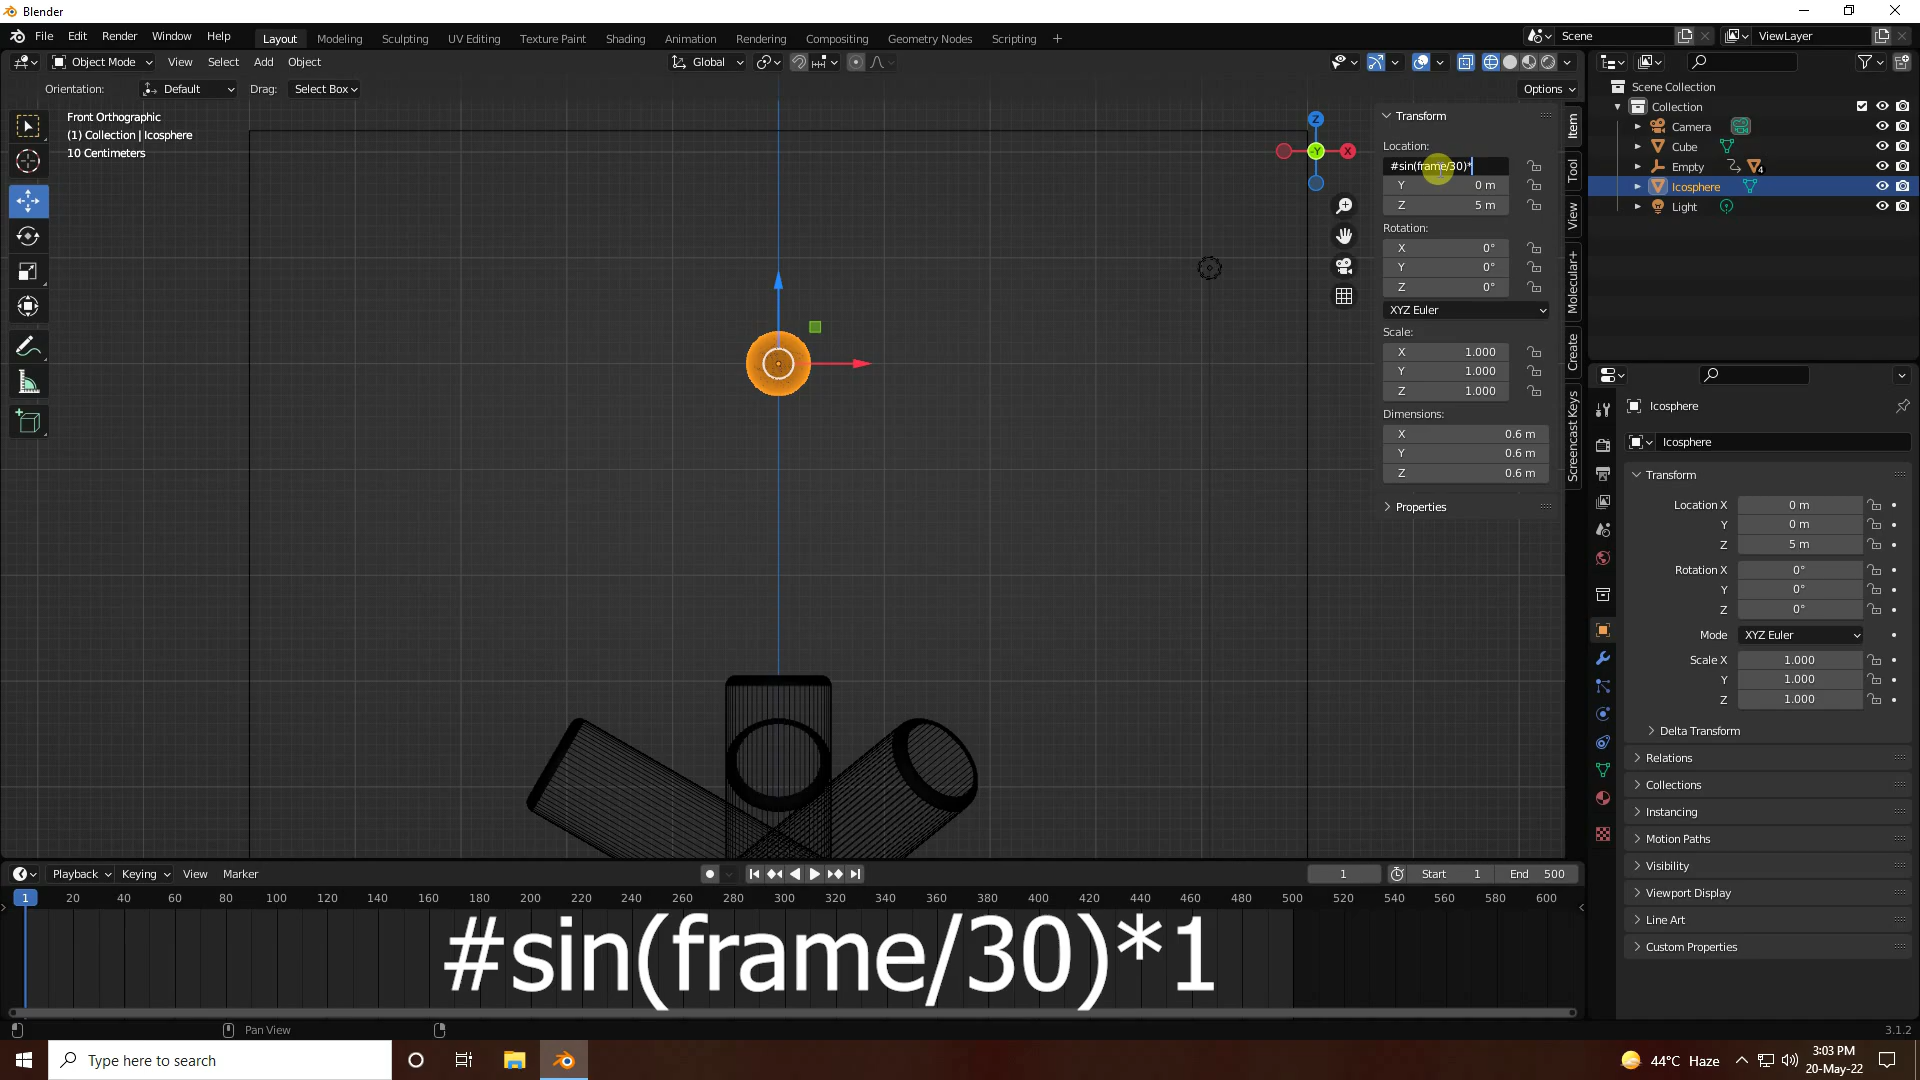 Blender
File Edit Render Window Help
Layout Modeling Sculpting UV Editing Texture Paint Shading Animation Rendering Compositing Geometry Nodes Scripting +
Scene
ViewLayer
Object Mode View Select Add Object
Global
Orientation: Default Drag: Select Box
Options
Front Orthographic
(1) Collection | Icosphere
10 Centimeters
Z
X
-Y
Transform
Location:
#sin(frame/30)*
Y 0 m
Z 5 m
Rotation:
X 0°
Y 0°
Z 0°
XYZ Euler
Scale:
X 1.000
Y 1.000
Z 1.000
Dimensions:
X 0.6 m
Y 0.6 m
Z 0.6 m
Properties
Item
Tool
View
Molecular+
Create
Screencast Keys
Scene Collection
Collection
Camera
Cube
Empty
4
Icosphere
Light
Icosphere
Icosphere
Transform
Location X 0 m
Y 0 m
Z 5 m
Rotation X 0°
Y 0°
Z 0°
Mode XYZ Euler
Scale X 1.000
Y 1.000
Z 1.000
Delta Transform
Relations
Collections
Instancing
Motion Paths
Visibility
Viewport Display
Line Art
Custom Properties
Playback Keying View Marker
1 Start 1 End 500
1 20 40 60 80 100 120 140 160 180 200 220 240 260 280 300 320 340 360 380 400 420 440 460 480 500 520 540 560 580 600
#sin(frame/30)*1
Pan View
3.1.2
Type here to search
44°C Haze
3:03 PM
20-May-22